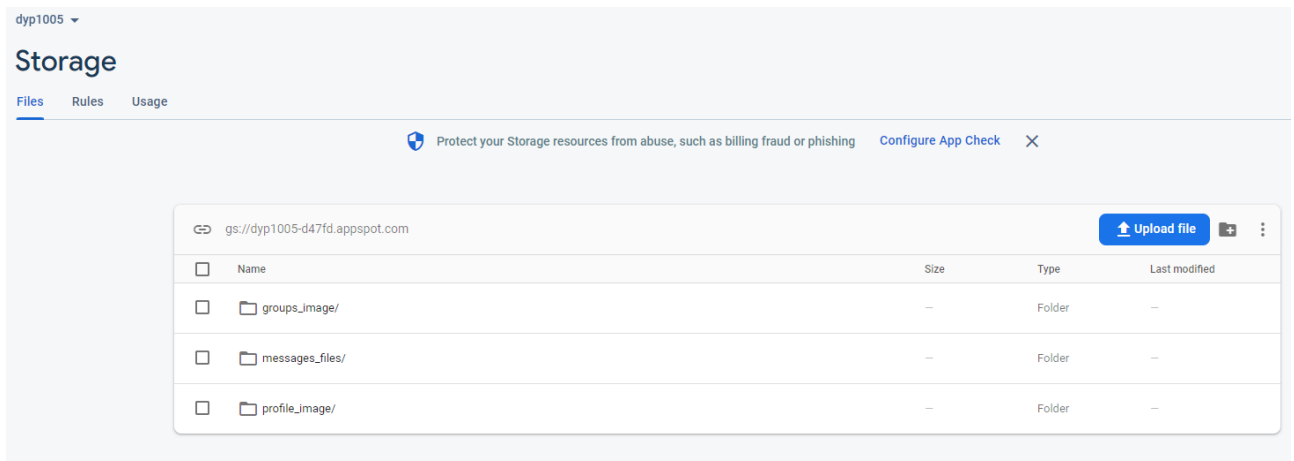 dyp1005
Storage
Files Rules Usage
Protect your Storage resources from abuse, such as billing fraud or phishing Configure App Check
gs://dyp1005-d47fd.appspot.com Upload file
Name Size Type Last modified
groups_image/ — Folder —
messages_files/ — Folder —
profile_image/ — Folder —